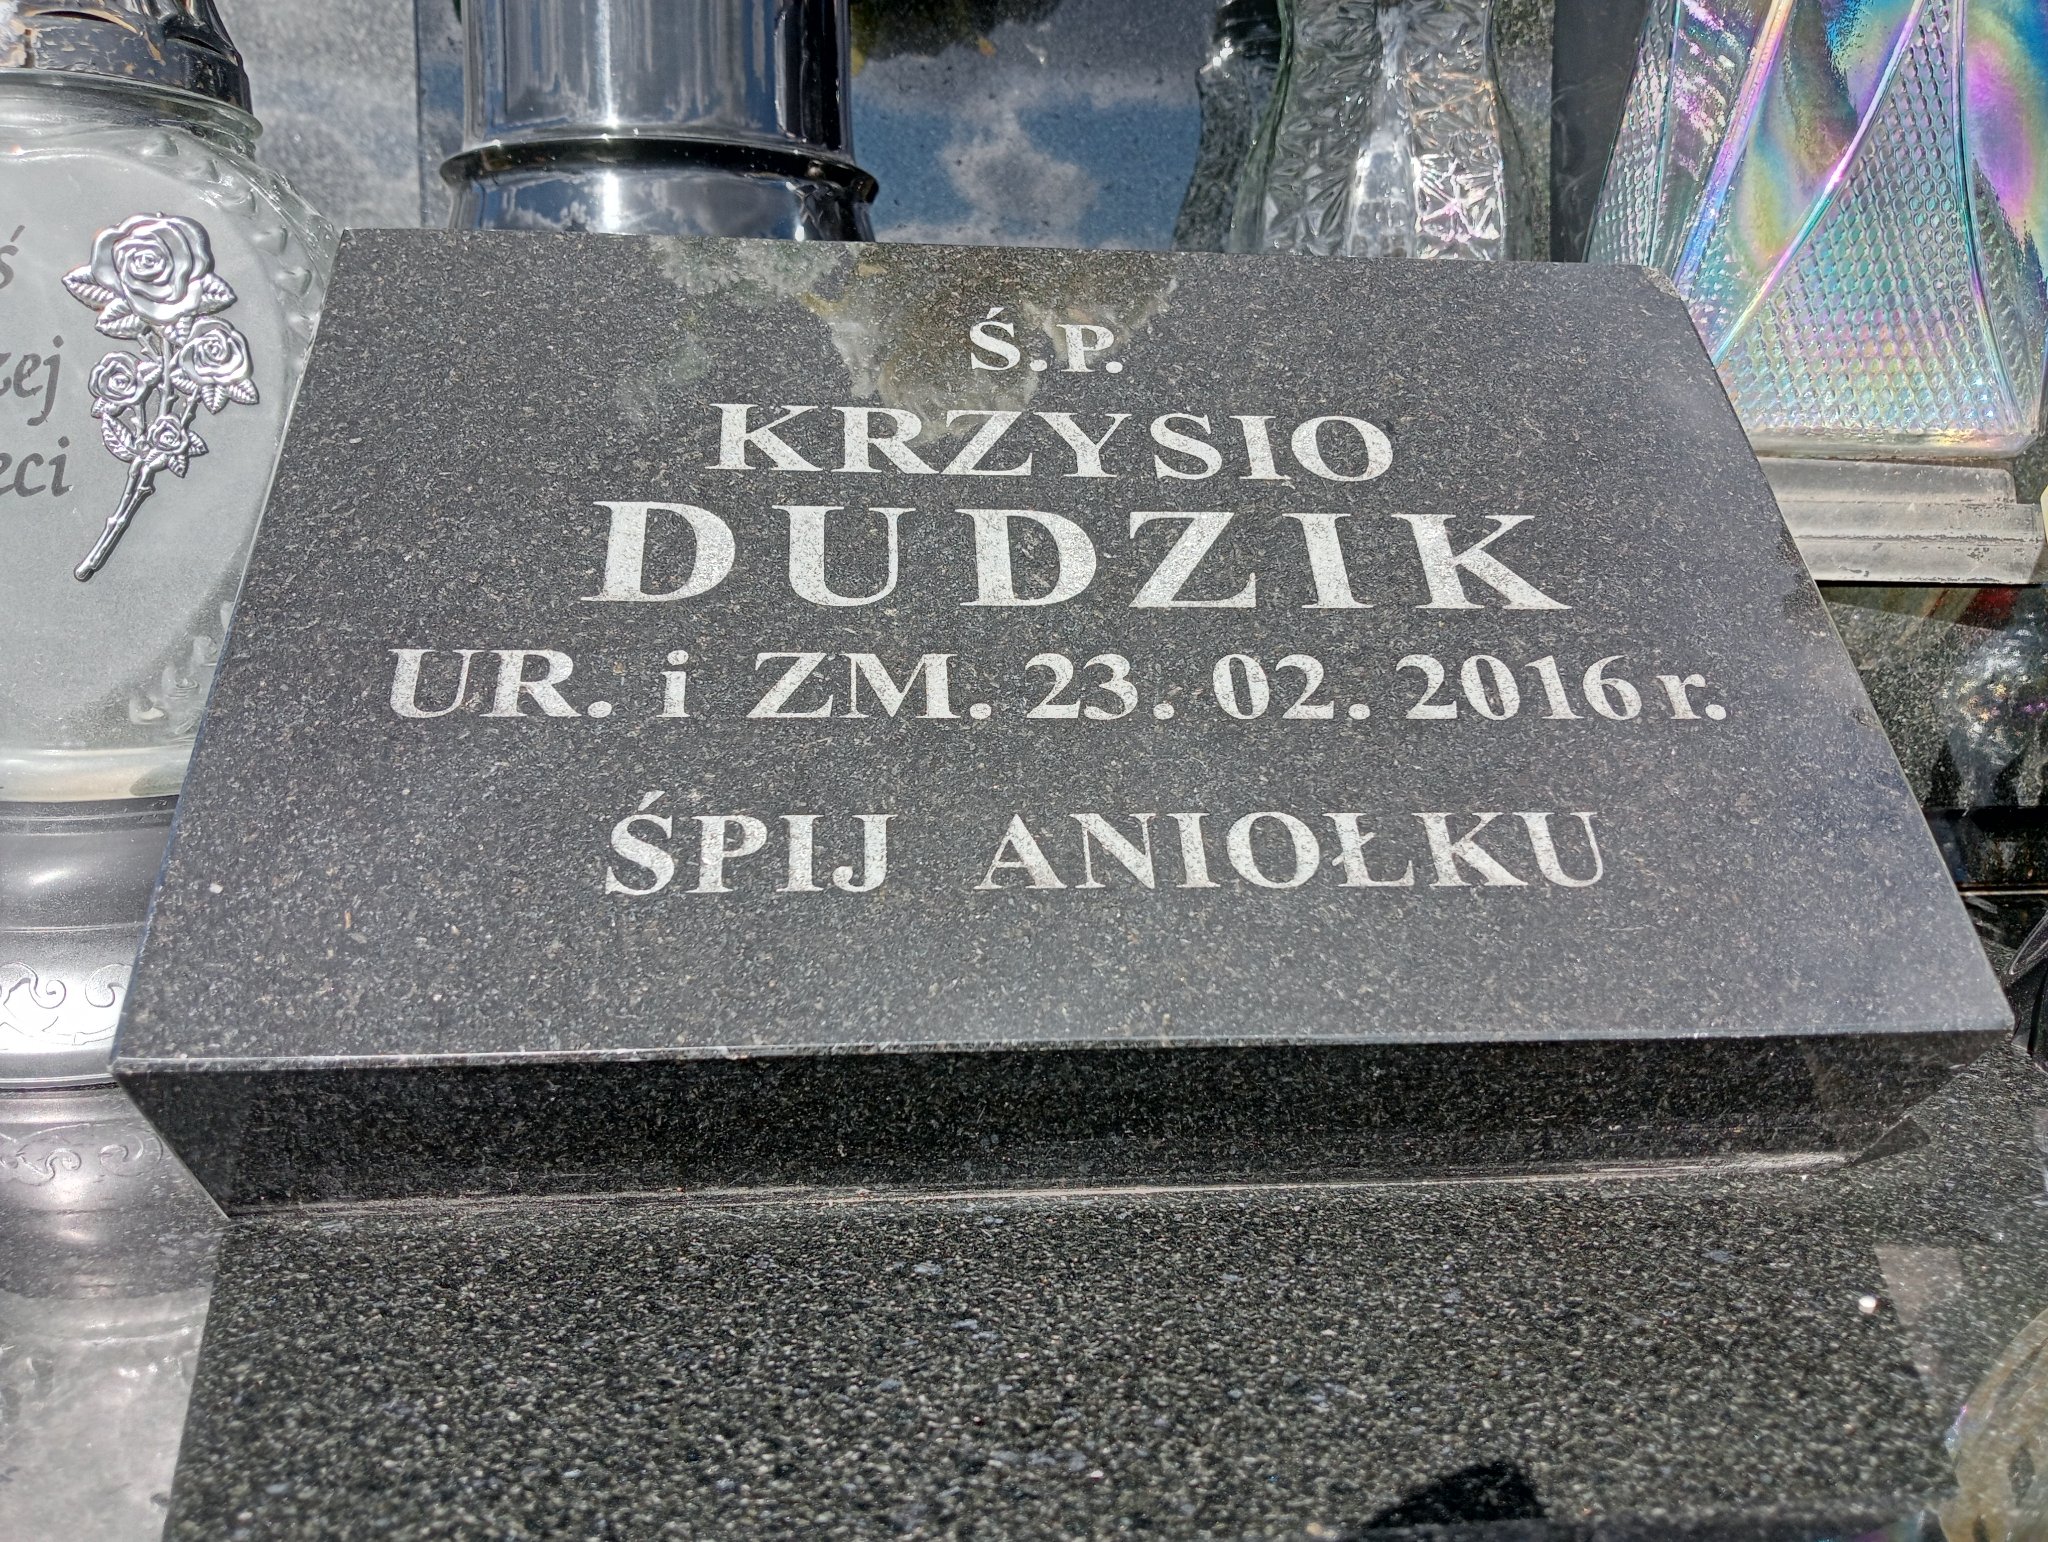 Ś.P.
KRZYSIO
DUDZIK
UR. i ZM. 23. 02. 2016 r.
ŚPIJ ANIOŁKU